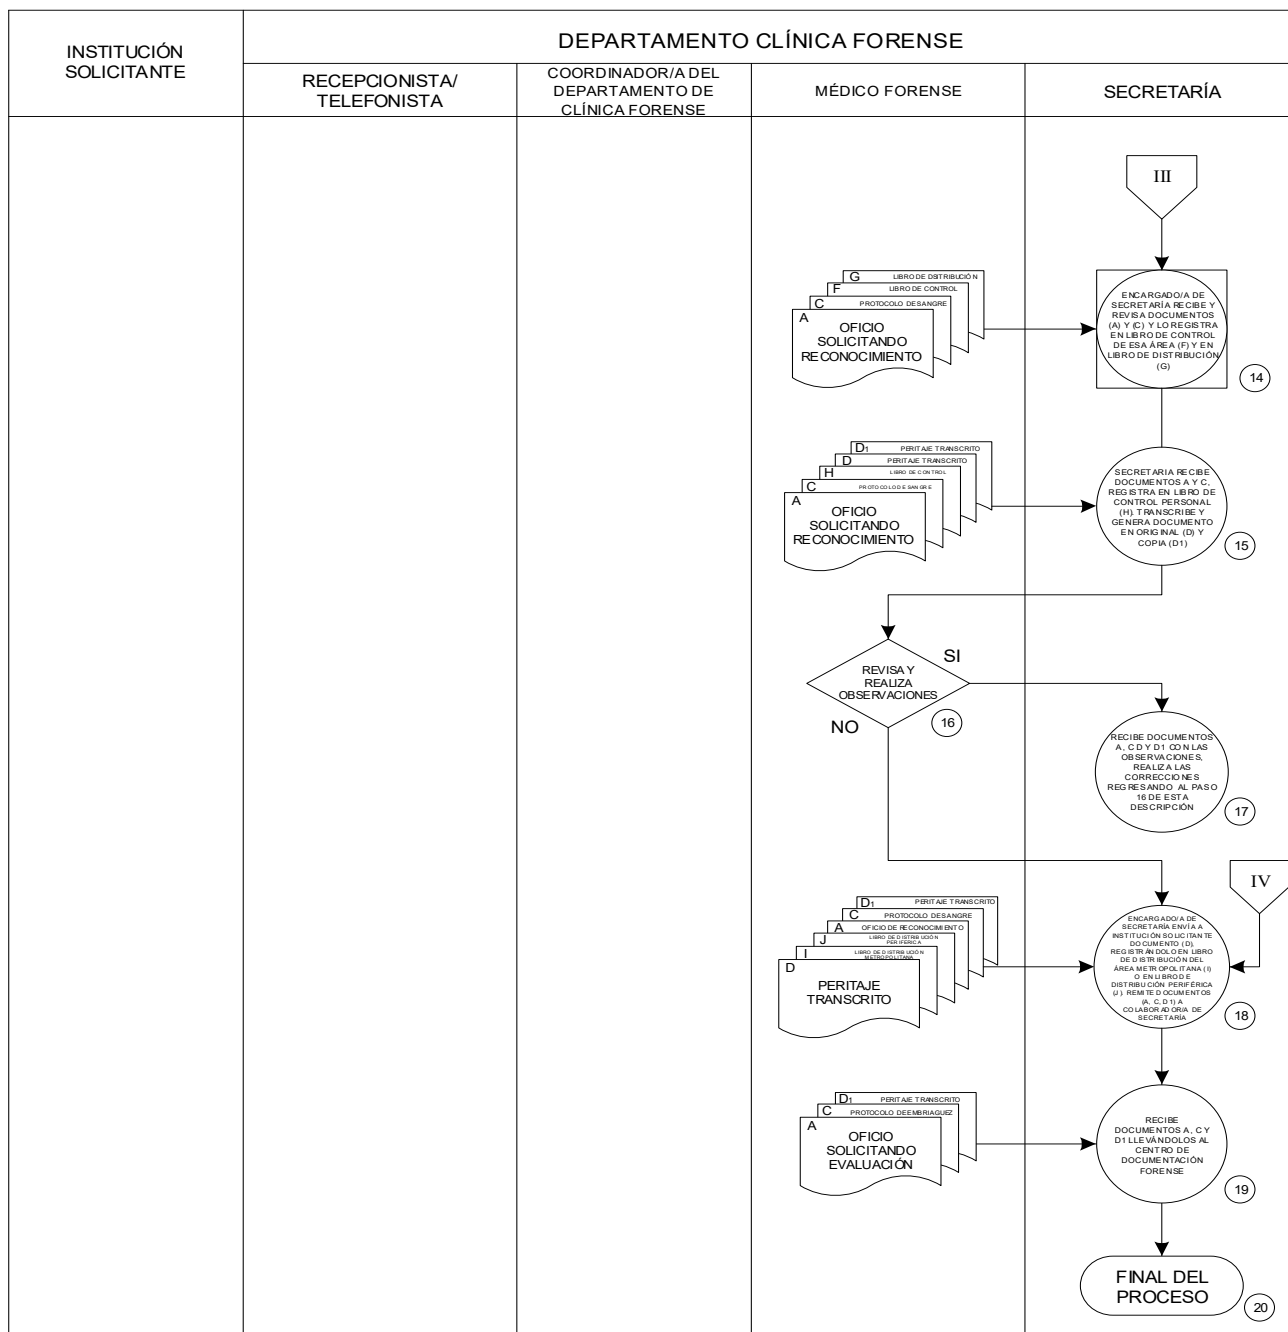 INSTITUCIÓN
SOLICITANTE
DEPARTAMENTO CLÍNICA FORENSE
RECEPCIONISTA/
TELEFONISTA
COORDINADOR/A DEL
DEPARTAMENTO DE
CLÍNICA FORENSE
MÉDICO FORENSE
SECRETARÍA
III
G LIBRO DE DSITRIBUCIÓN
F LIBRO DE CONTROL
C PROTOCOLO DE SANGRE
A
OFICIO
SOLICITANDO
RECONOCIMIENTO
ENCARGADO/A DE
SECRETARÍA RECIBE Y
REVISA DOCUMENTOS
(A) Y (C) Y LO REGISTRA
EN LIBRO DE CONTROL
DE ESA ÁREA (F) Y EN
LIBRO DE DISTRIBUCIÓN
(G)
14
D1 PERITAJE TRANSCRITO
D PERITAJE TRANSCRITO
H LIBRO DE CONTROL
C PROTOCOLO DE SANGRE
A
OFICIO
SOLICITANDO
RECONOCIMIENTO
SECRETARIA RECIBE
DOCUMENTOS A Y C,
REGISTRA EN LIBRO DE
CONTROL PERSONAL
(H). TRANSCRIBE Y
GENERA DOCUMENTO
EN ORIGINAL (D) Y
COPIA (D1)
15
REVISA Y
REALIZA
OBSERVACIONES
SI
NO
16
RECIBE DOCUMENTOS
A, C D Y D1 CON LAS
OBSERVACIONES,
REALIZA LAS
CORRECCIONES
REGRESANDO AL PASO
16 DE ESTA
DESCRIPCIÓN
17
IV
D1 PERITAJE TRANSCRITO
C PROTOCOLO DE SANGRE
A OFICIO DE RECONOCIMIENTO
J LIBRO DE DISTRIBUCIÓN
PERIFERICA
I LIBRO DE DISTRIBUCIÓN
METROPOLITANA
D
PERITAJE
TRANSCRITO
ENCARGADO/A DE
SECRETARÍA ENVÍA A
INSTITUCIÓN SOLICITANTE
DOCUMENTO (D),
REGISTRÁNDOLO EN LIBRO
DE DISTRIBUCIÓN DEL
ÁREA METROPOLITANA (I)
O EN LIBRO DE
DISTRIBUCIÓN PERIFÉRICA
(J). REMITE DOCUMENTOS
(A, C, D1) A
COLABORADOR/A DE
SECRETARÍA
18
D1 PERITAJE TRANSCRITO
C PROTOCOLO DE EMBRIAGUEZ
A
OFICIO
SOLICITANDO
EVALUACIÓN
RECIBE
DOCUMENTOS A, C Y
D1 LLEVÁNDOLOS AL
CENTRO DE
DOCUMENTACIÓN
FORENSE
19
FINAL DEL
PROCESO
20